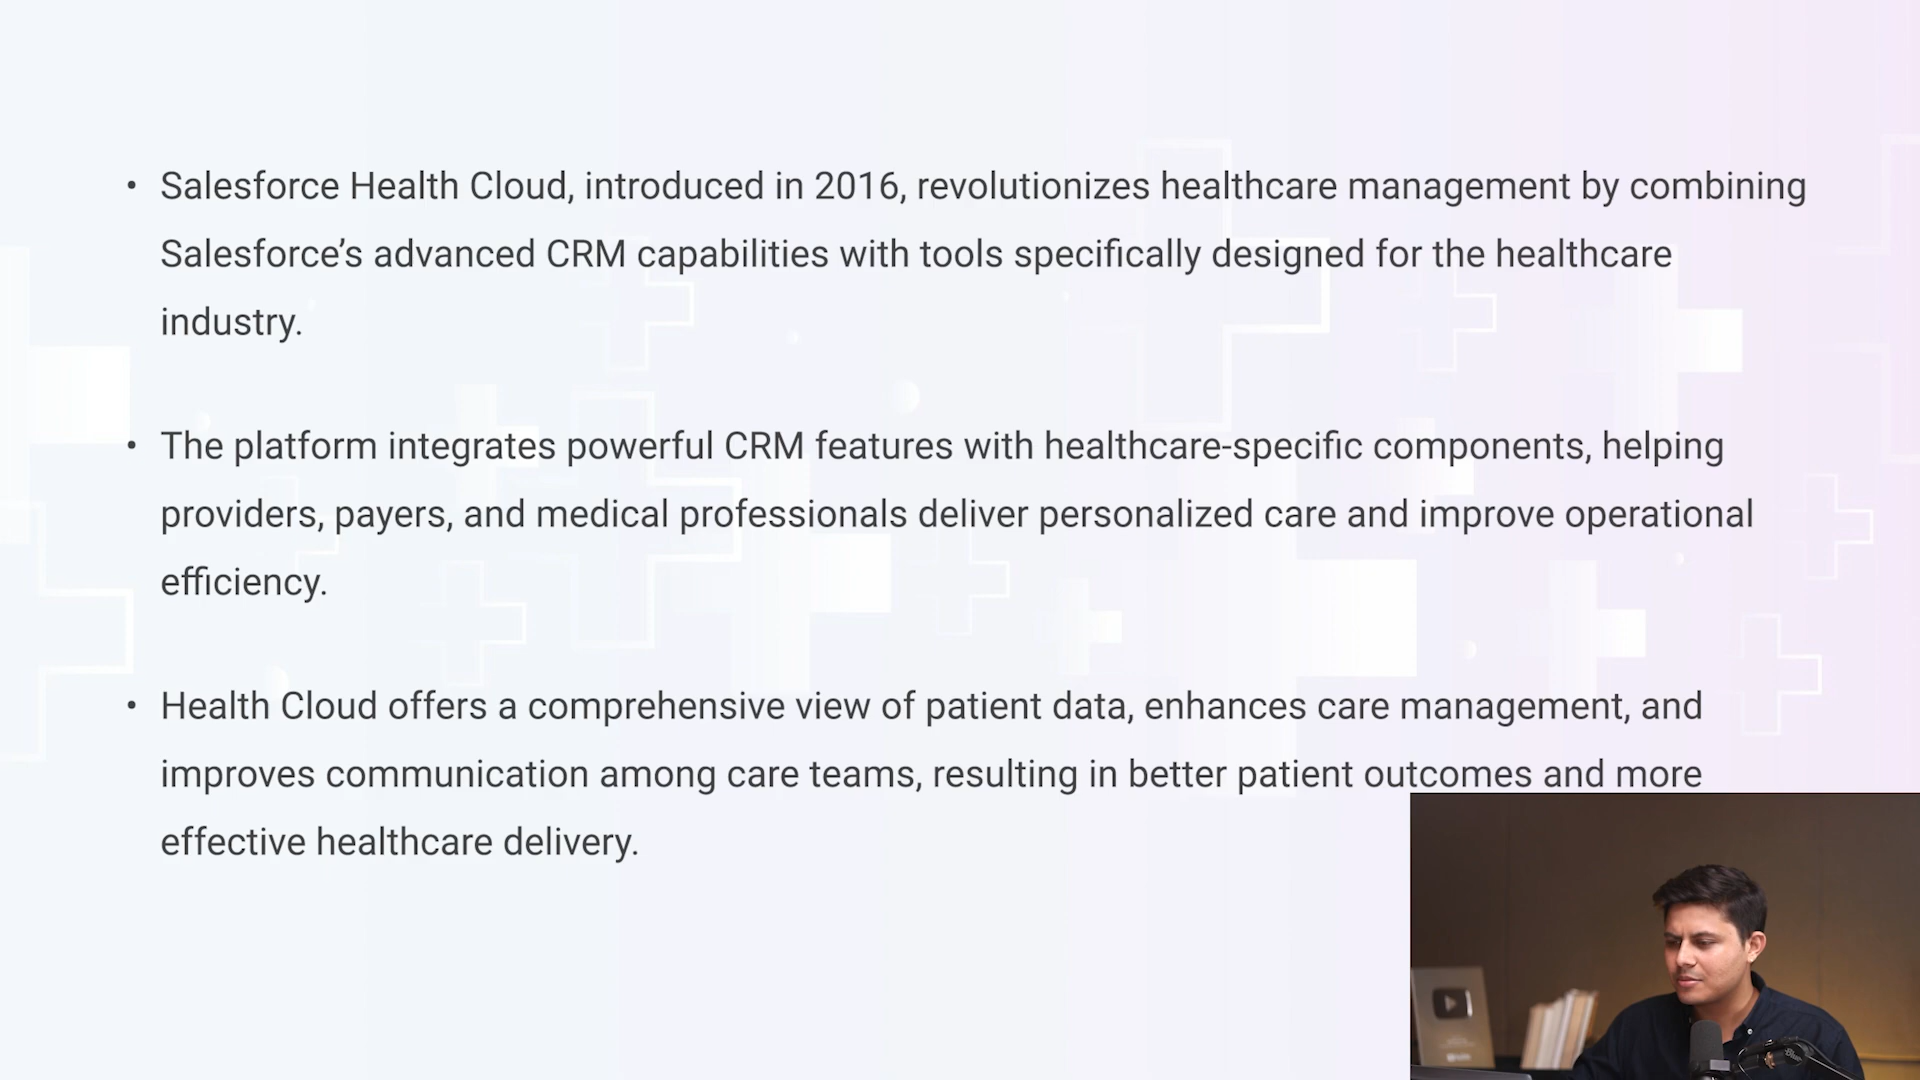 • Salesforce Health Cloud, introduced in 2016, revolutionizes healthcare management by combining
Salesforce’s advanced CRM capabilities with tools specifically designed for the healthcare
industry.
• The platform integrates powerful CRM features with healthcare-specific components, helping
providers, payers, and medical professionals deliver personalized care and improve operational
efficiency.
• Health Cloud offers a comprehensive view of patient data, enhances care management, and
improves communication among care teams, resulting in better patient outcomes and more
effective healthcare delivery.